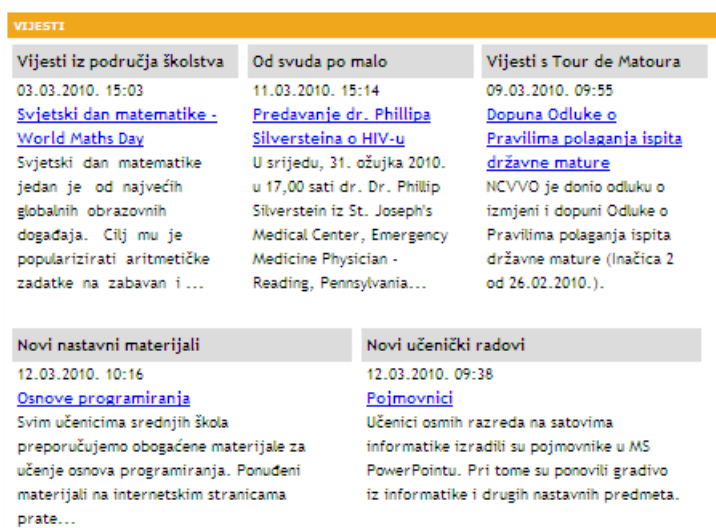 VIJESTI
Vijesti iz područja školstva
03.03.2010. 15:03
Svjetski dan matematike -
World Maths Day
Svjetski dan matematike
jedan je od najvećih
globalnih obrazovnih
događaja. Cilj mu je
popularizirati aritmetičke
zadatke na zabavan i ...
Od svuda po malo
11.03.2010. 15:14
Predavanje dr. Phillipa
Silversteina o HIV-u
U srijedu, 31. ožujka 2010.
u 17,00 sati dr. Dr. Phillip
Silverstein iz St. Joseph's
Medical Center, Emergency
Medicine Physician -
Reading, Pennsylvania...
Vijesti s Tour de Matoura
09.03.2010. 09:55
Dopuna Odluke o
Pravilima polaganja ispita
državne mature
NCVVO je donio odluku o
izmjeni i dopuni Odluke o
Pravilima polaganja ispita
državne mature (Inačica 2
od 26.02.2010.).
Novi nastavni materijali
12.03.2010. 10:16
Osnove programiranja
Svim učenicima srednjih škola
preporučujemo obogaćene materijale za
učenje osnova programiranja. Ponuđeni
materijali na internetskim stranicama
prate...
Novi učenički radovi
12.03.2010. 09:38
Pojmovnici
Učenici osmih razreda na satovima
informatike izradili su pojmovnike u MS
PowerPointu. Pri tome su ponovili gradivo
iz informatike i drugih nastavnih predmeta.